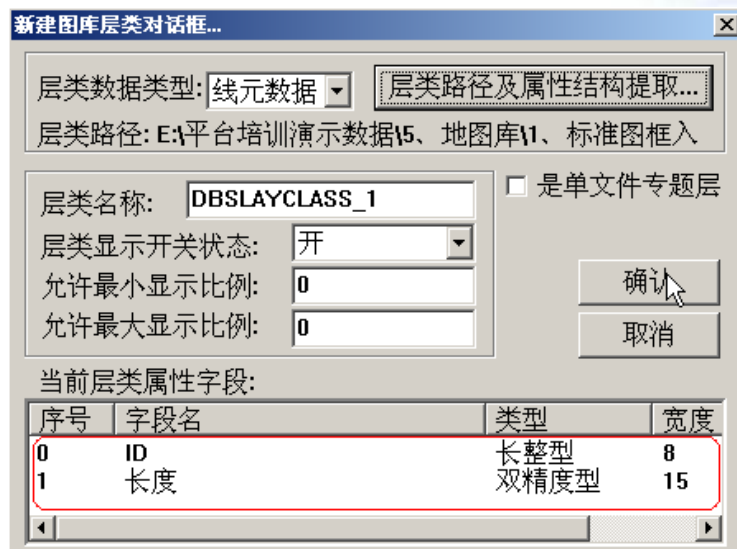 新建图库层类对话框...
层类数据类型: 线元数据 层类路径及属性结构提取...
层类路径: E:\平台培训演示数据\5、地图库\1、标准图框入
层类名称: DBSLAYCLASS_1 是单文件专题层
层类显示开关状态: 开
允许最小显示比例: 0 确认
允许最大显示比例: 0 取消
当前层类属性字段:
序号 字段名 类型 宽度
0 ID 长整型 8
1 长度 双精度型 15